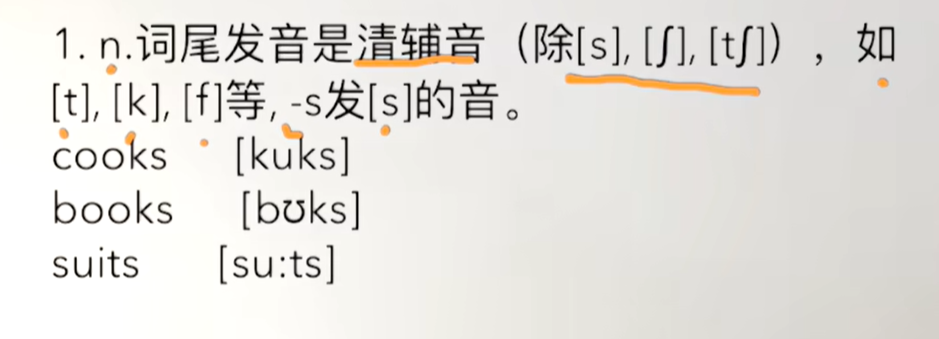 1. n.词尾发音是清辅音（除[s], [ʃ], [tʃ]），如
[t], [k], [f]等, -s发[s]的音。
cooks [kuks]
books [bʊks]
suits [su:ts]